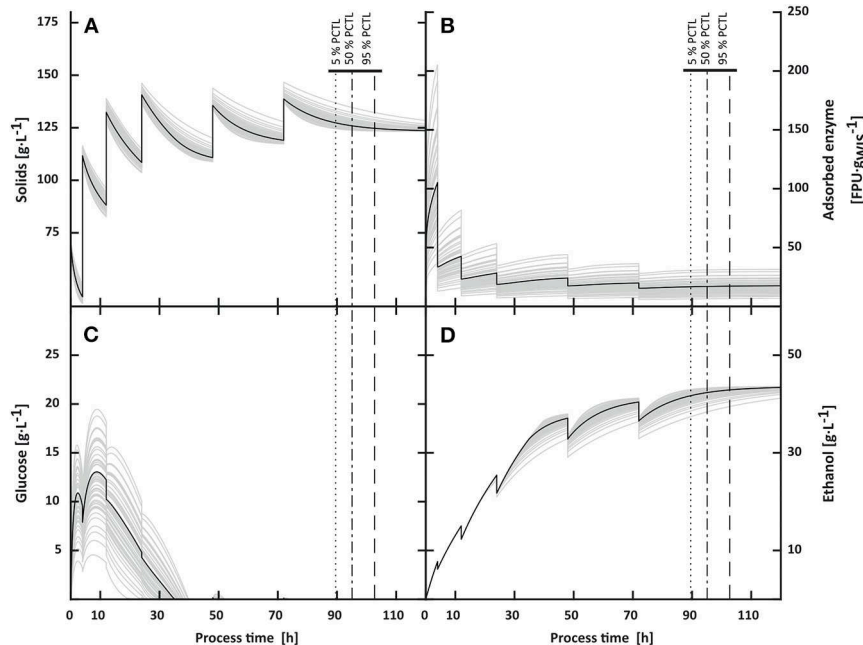 A
B
5 % PCTL
50 % PCTL
95 % PCTL
5 % PCTL
50 % PCTL
95 % PCTL
175
150
125
100
75
Solids [g·L-1]
250
200
150
100
50
Adsorbed enzyme
[FPU·gWIS-1]
C
D
25
20
15
10
5
Glucose [g·L-1]
50
30
10
Ethanol [g·L-1]
0 10 30 50 70 90 110
0 10 30 50 70 90 110
Process time [h]
Process time [h]